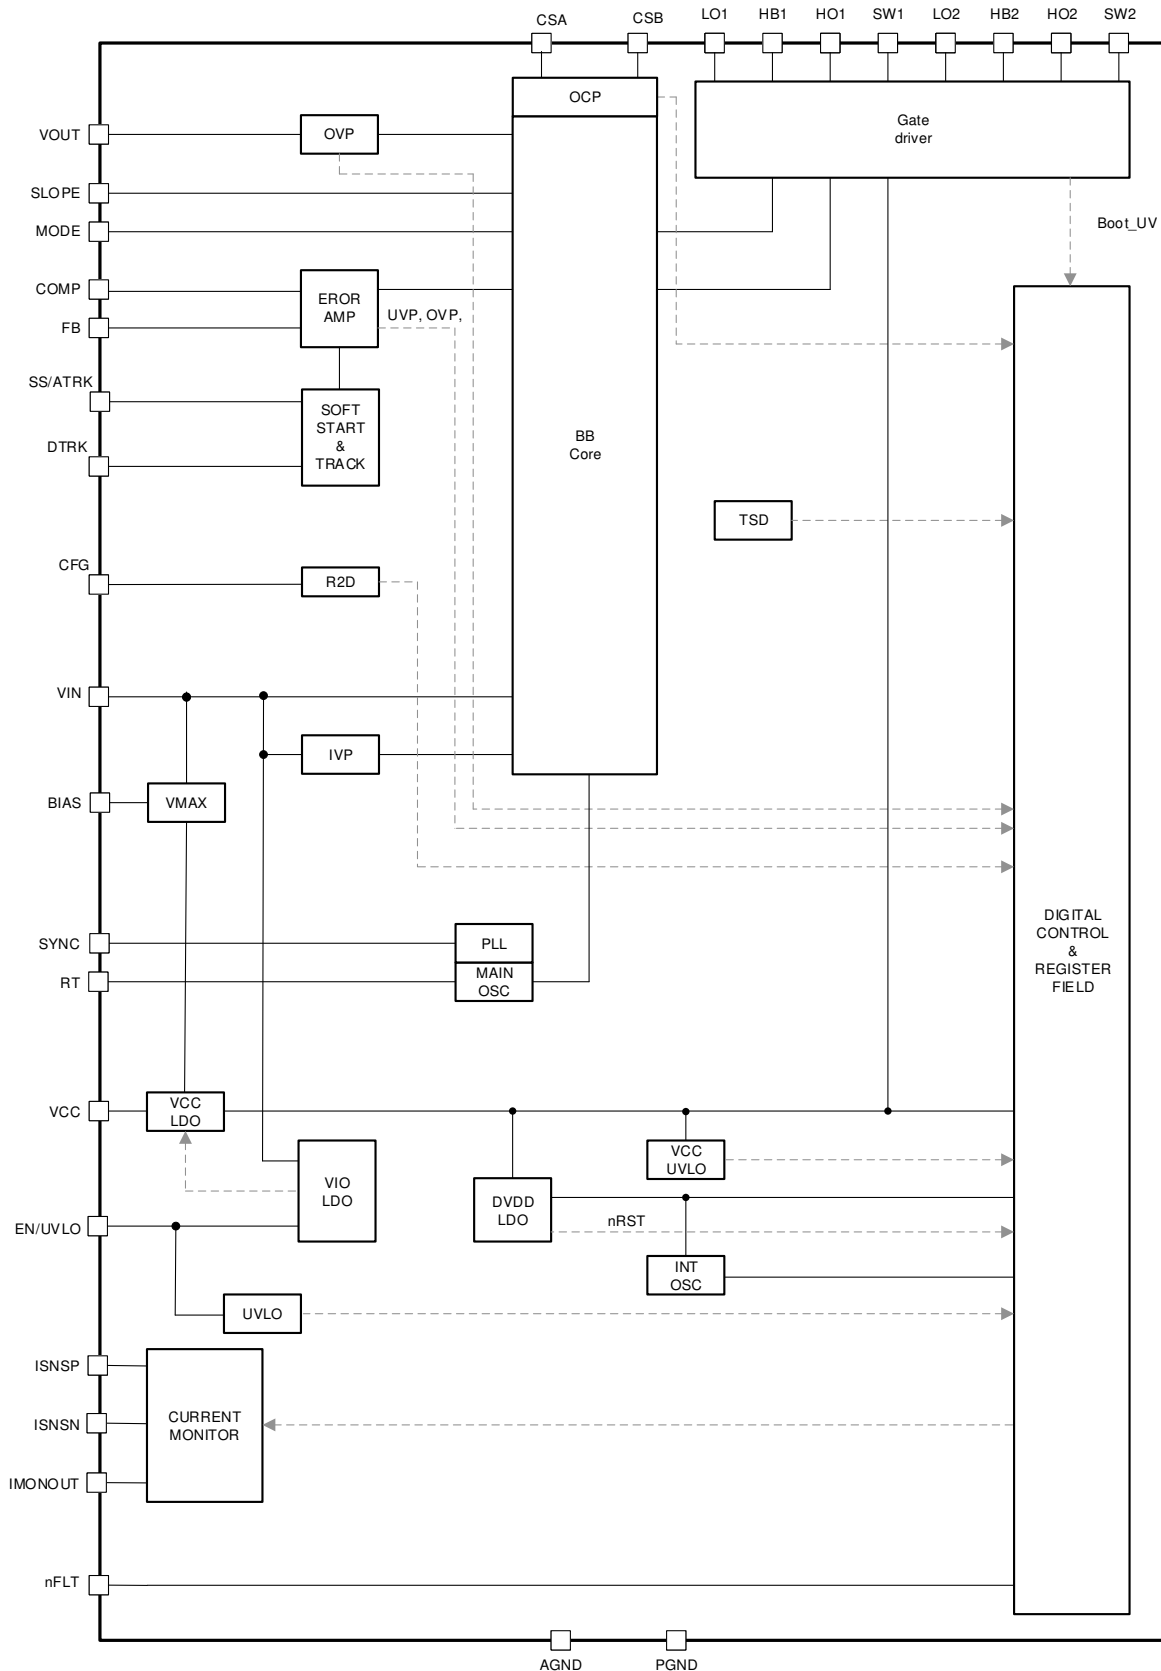 CSA
CSB
LO1
HB1
HO1
SW1
LO2
HB2
HO2
SW2
OCP
Gate
driver
VOUT
OVP
SLOPE
MODE
Boot_UV
COMP
EROR
AMP
UVP, OVP,
FB
SS/ATRK
SOFT
START
&
TRACK
DTRK
BB
Core
TSD
CFG
R2D
VIN
IVP
BIAS
VMAX
DIGITAL
CONTROL
&
REGISTER
FIELD
SYNC
PLL
RT
MAIN
OSC
VCC
VCC
LDO
VCC
UVLO
VIO
LDO
DVDD
LDO
nRST
EN/UVLO
INT
OSC
UVLO
ISNSP
ISNSN
CURRENT
MONITOR
IMONOUT
nFLT
AGND
PGND